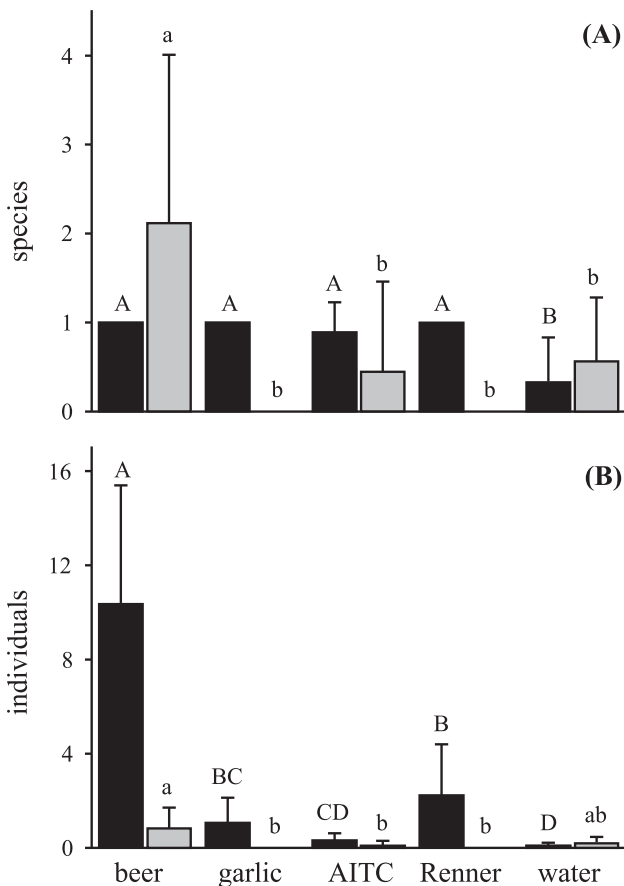 (A)
a
4
3
species
2
b
A
A
A
A
b
B
1
b
b
0
(B)
16
A
12
individuals
8
B
4
BC
a
CD
ab
b
b
b
D
0
beer garlic AITC Renner water